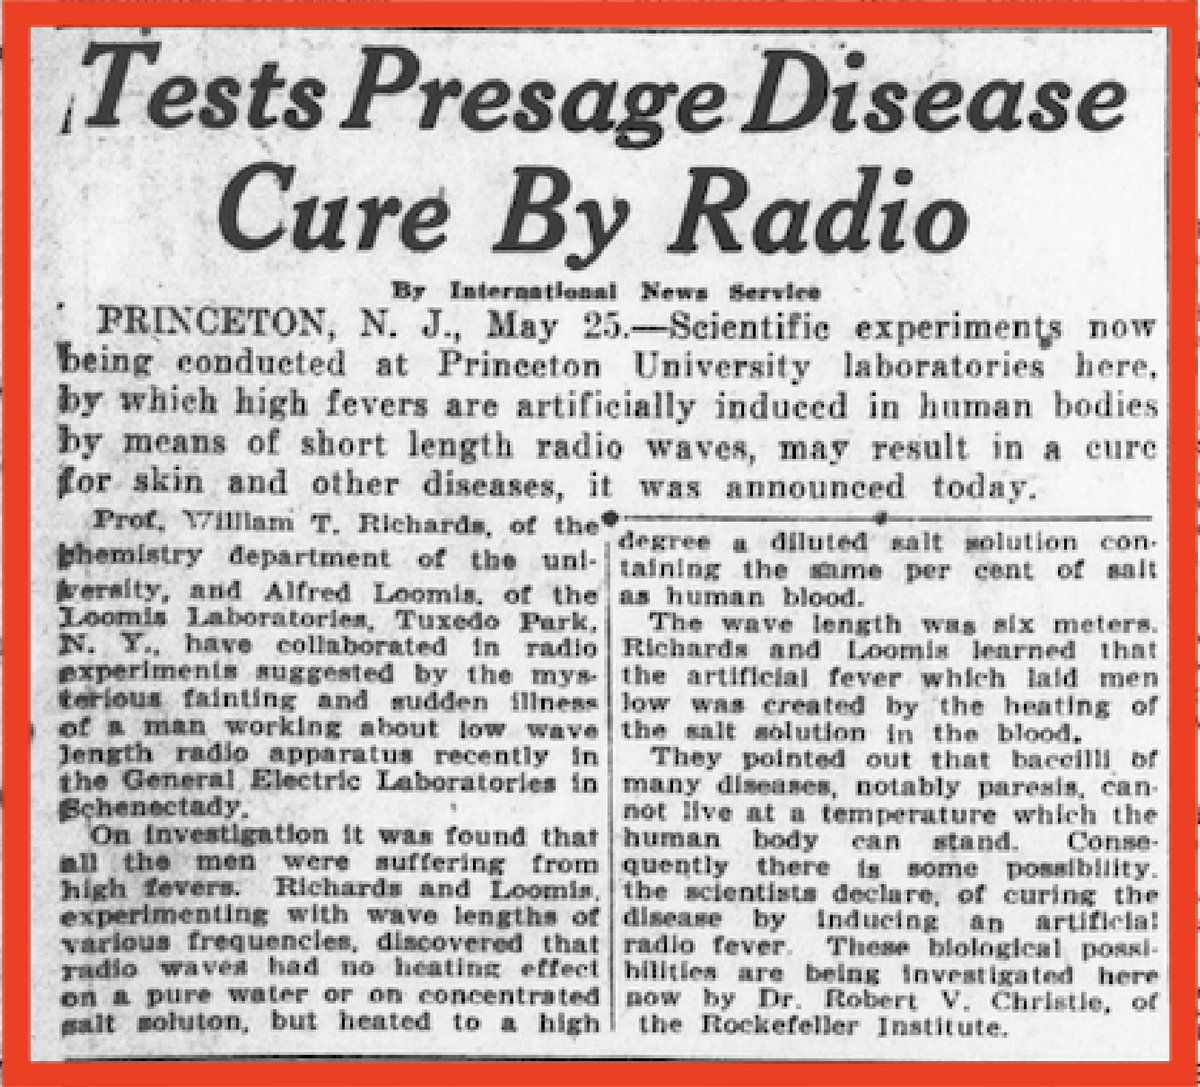 Tests Presage Disease
Cure By Radio
By International News Service
PRINCETON, N. J., May 25.—Scientific experiments now
being conducted at Princeton University laboratories here,
by which high fevers are artificially induced in human bodies
by means of short length radio waves, may result in a cure
for skin and other diseases, it was announced today.
Prof. William T. Richards, of the
chemistry department of the uni-
versity, and Alfred Loomis, of the
Loomis Laboratories, Tuxedo Park,
N. Y., have collaborated in radio
experiments suggested by the mys-
terious fainting and sudden illness
of a man working about low wave
length radio apparatus recently in
the General Electric Laboratories in
Schenectady.
On investigation it was found that
all the men were suffering from
high fevers. Richards and Loomis,
experimenting with wave lengths of
various frequencies, discovered that
radio waves had no heating effect
on a pure water or on concentrated
salt soluton, but heated to a high
degree a diluted salt solution con-
taining the same per cent of salt
as human blood.
The wave length was six meters.
Richards and Loomis learned that
the artificial fever which laid men
low was created by the heating of
the salt solution in the blood.
They pointed out that baccilli of
many diseases, notably paresis, can-
not live at a temperature which the
human body can stand. Conse-
quently there is some possibility,
the scientists declare, of curing the
disease by inducing an artificial
radio fever. These biological possi-
bilities are being investigated here
now by Dr. Robert V. Christie, of
the Rockefeller Institute.